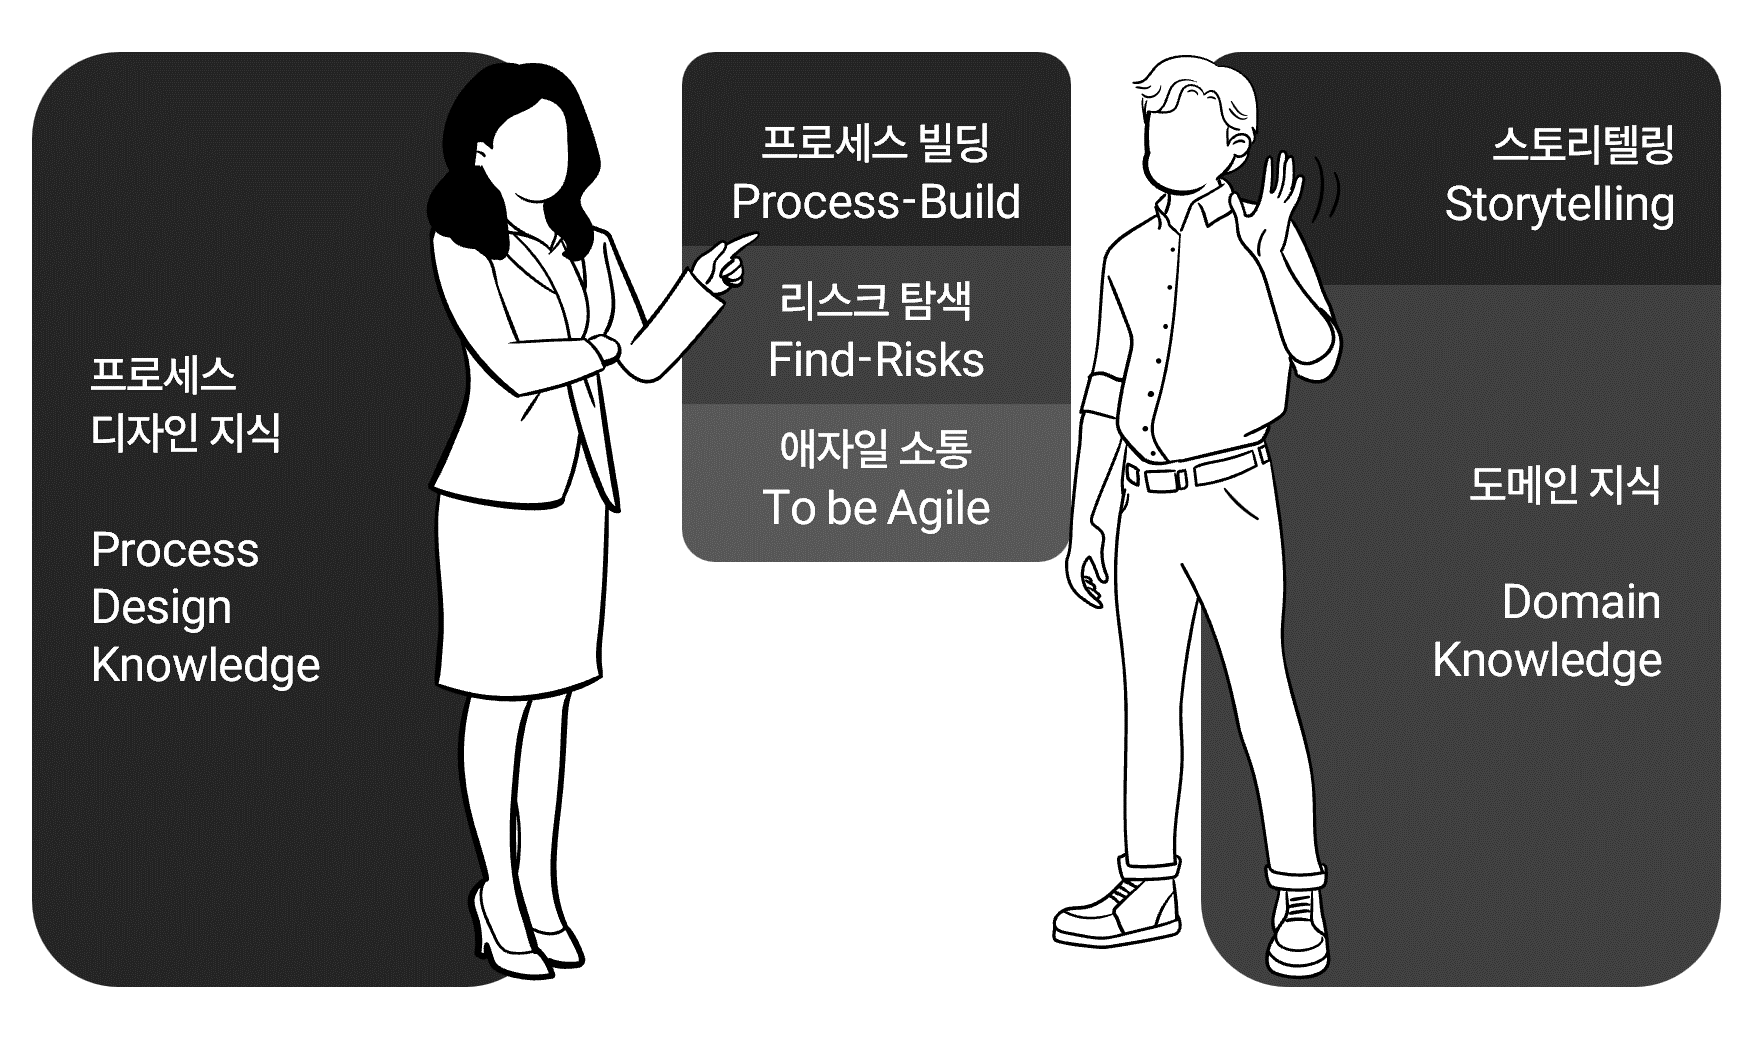 프로세스
디자인 지식
Process
Design
Knowledge
프로세스 빌딩
Process-Build
리스크 탐색
Find-Risks
애자일 소통
To be Agile
스토리텔링
Storytelling
도메인 지식
Domain
Knowledge